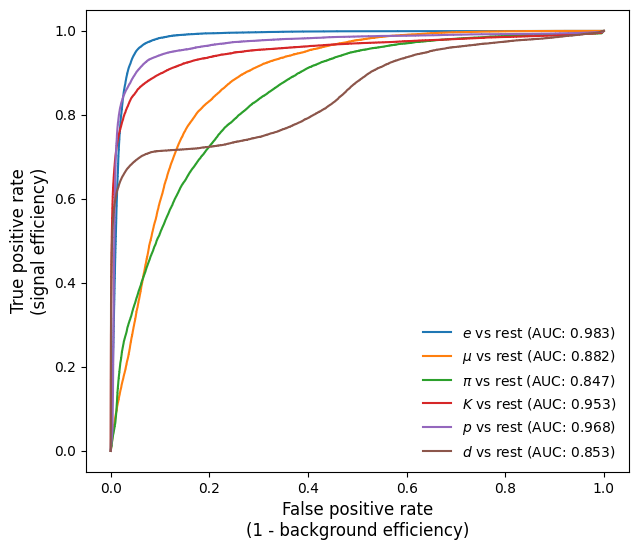 True positive rate
(signal efficiency)
1.0
0.8
0.6
0.4
0.2
0.0
0.0 0.2 0.4 0.6 0.8 1.0
False positive rate
(1 - background efficiency)
e vs rest (AUC: 0.983)
μ vs rest (AUC: 0.882)
π vs rest (AUC: 0.847)
K vs rest (AUC: 0.953)
p vs rest (AUC: 0.968)
d vs rest (AUC: 0.853)